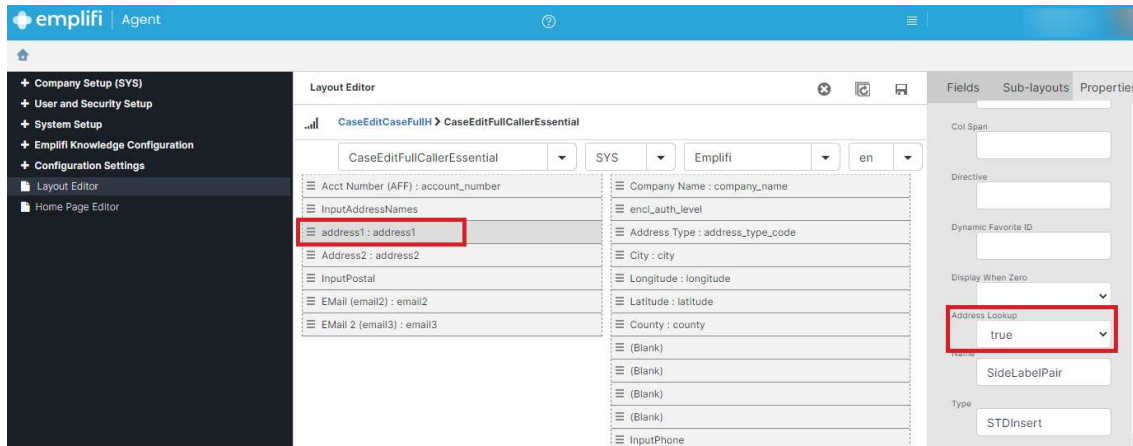 emplifi Agent
Company Setup (SYS)
User and Security Setup
System Setup
Emplifi Knowledge Configuration
Configuration Settings
Layout Editor
Home Page Editor
Layout Editor
CaseEditCaseFullH > CaseEditFullCallerEssential
CaseEditFullCallerEssential SYS Emplifi en
Acct Number (AFF) : account_number
InputAddressNames
address1 : address1
Address2 : address2
InputPostal
EMail (email2) : email2
EMail 2 (email3) : email3
Company Name : company_name
encl_auth_level
Address Type : address_type_code
City : city
Longitude : longitude
Latitude : latitude
County : county
(Blank)
(Blank)
(Blank)
(Blank)
InputPhone
Fields Sub-layouts Properties
Col Span
Directive
Dynamic Favorite ID
Display When Zero
Address Lookup
true
Name
SideLabelPair
Type
STDInsert